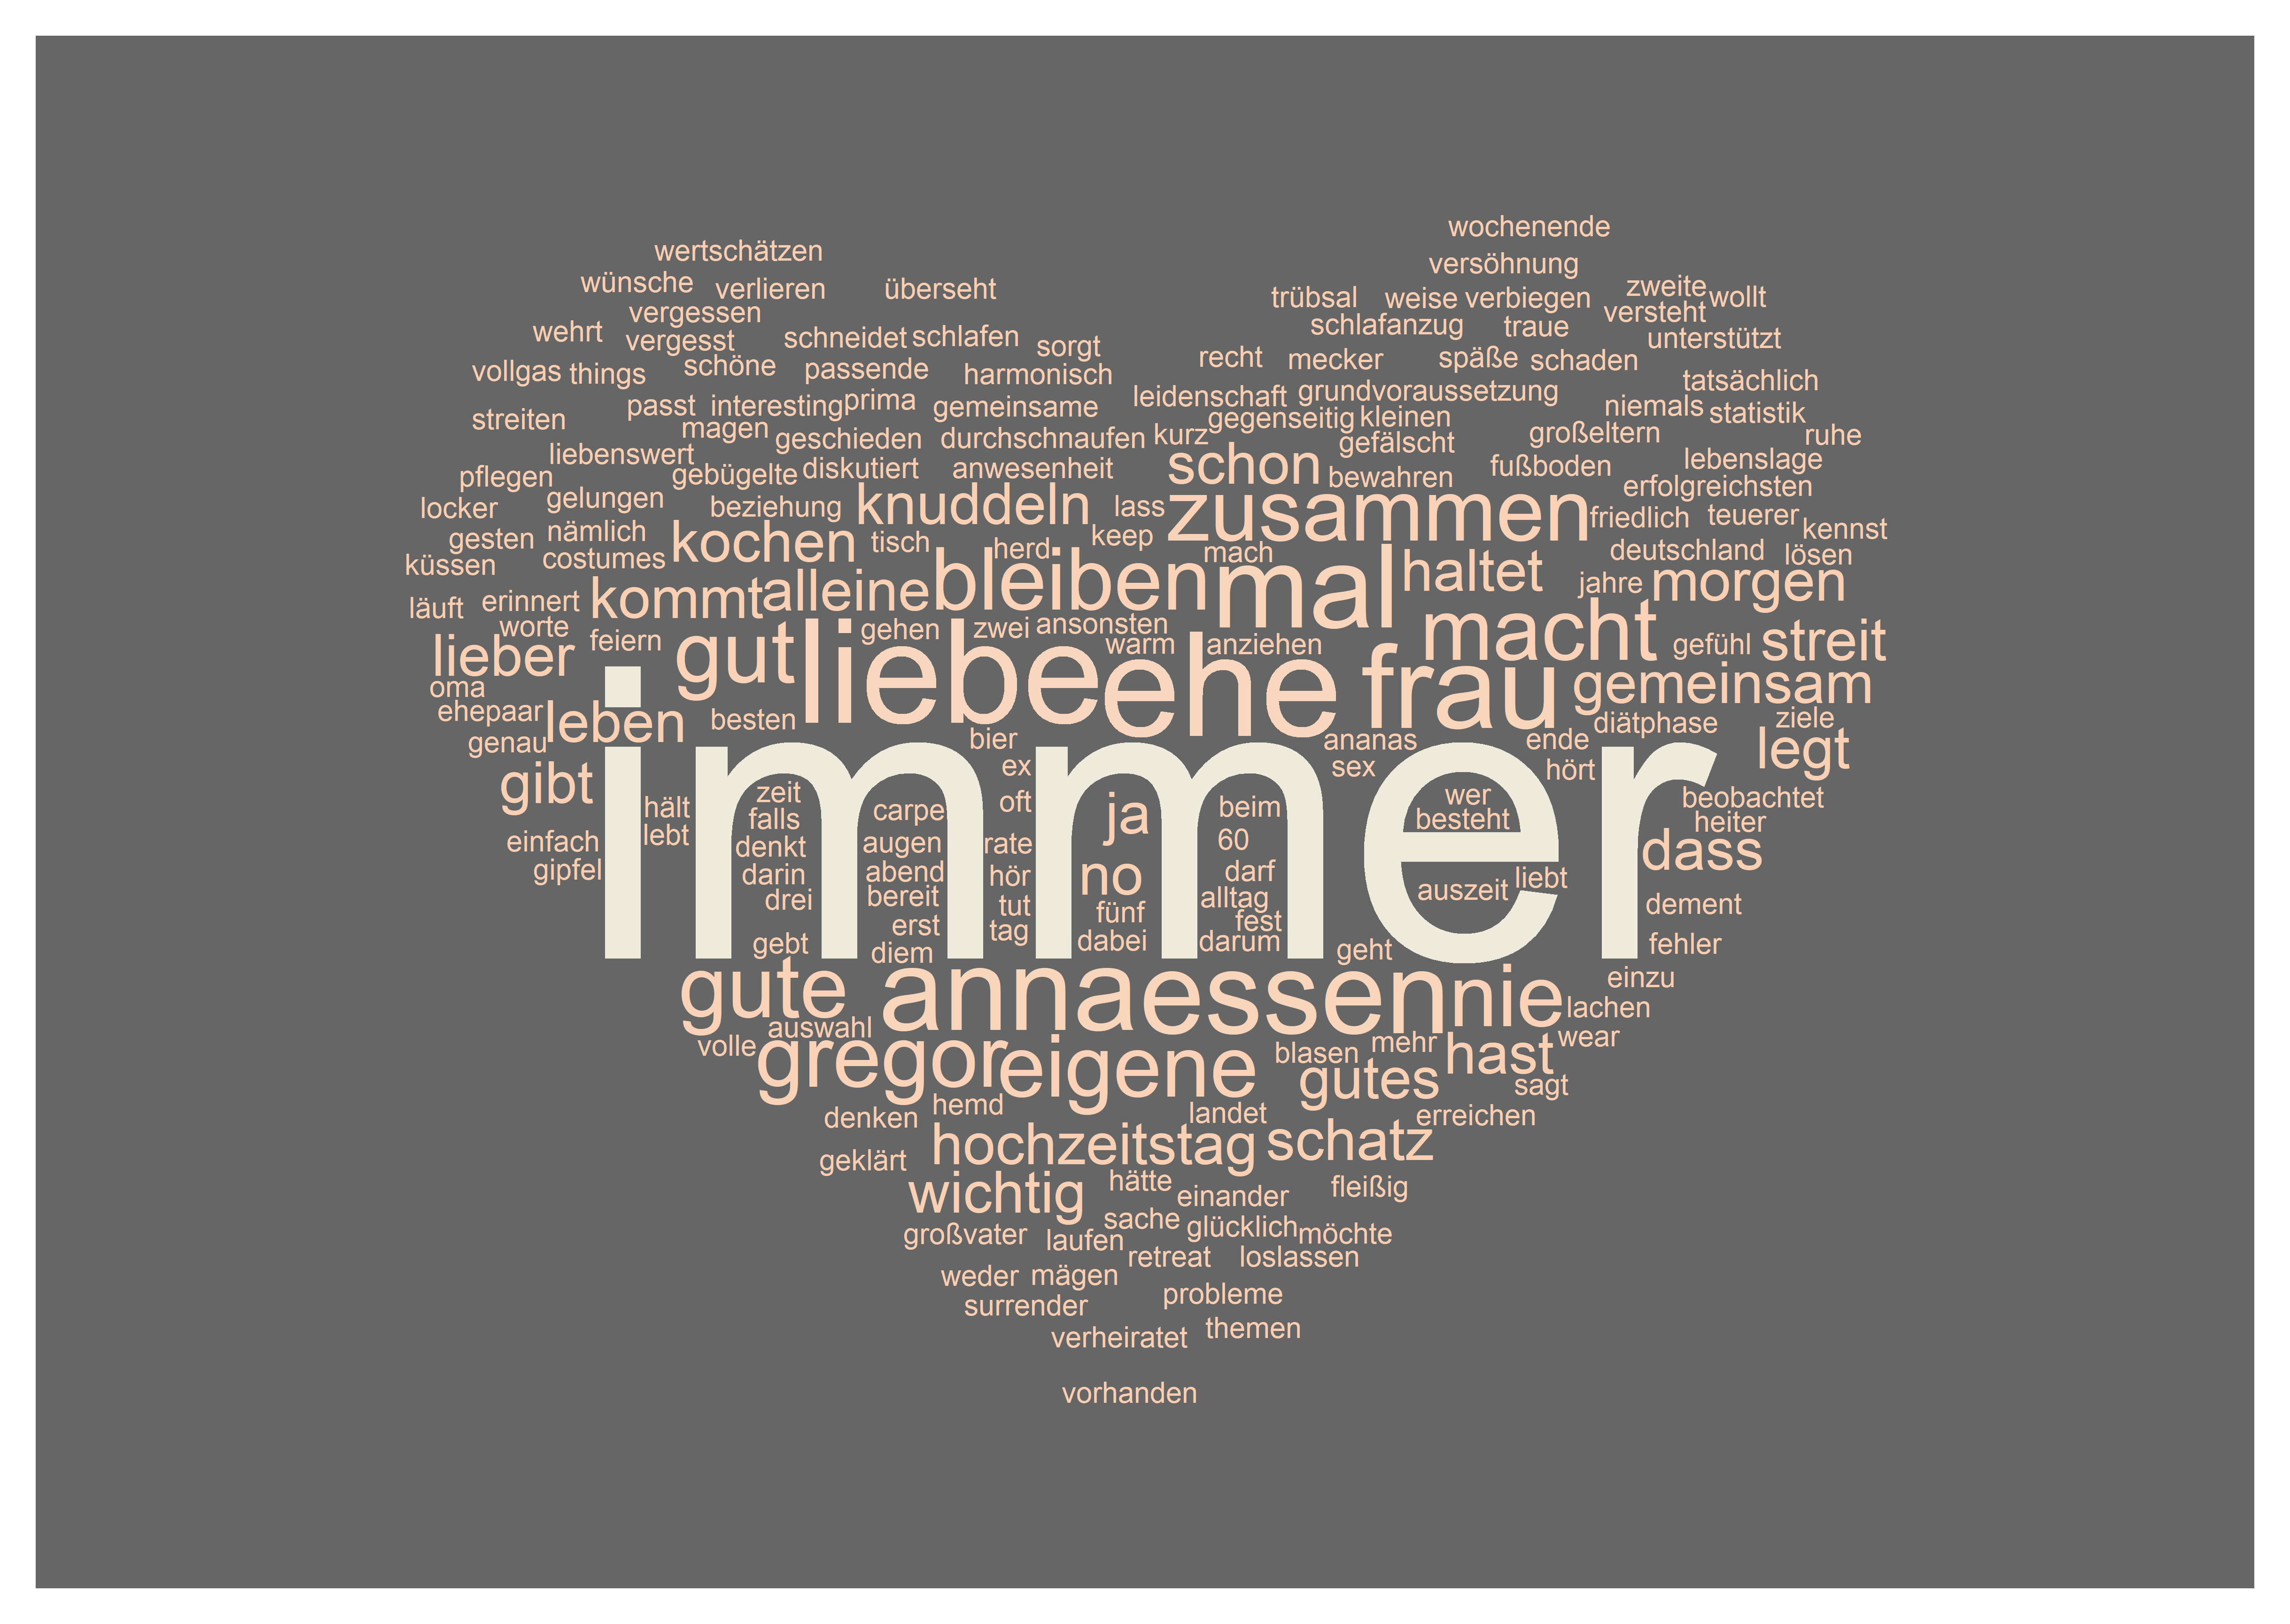 wochenende
wertschätzen
versöhnung
wünsche verlieren überseht trübsal weise verbiegen zweite wollt
vergessen schlafanzug traue versteht
wehrt vergesst schneidet schlafen sorgt unterstützt
vollgas things schöne passende harmonisch recht mecker späße schaden
streiten passt interesting prima gemeinsame leidenschaft grundvoraussetzung tatsächlich
magen geschieden durchschnaufen kurz gegenseitig kleinen niemals statistik
liebenswert gefälscht großeltern ruhe
pflegen gebügelte diskutiert anwesenheit schon bewahren fußboden lebenslage
locker gelungen beziehung knuddeln lass zusammen erfolgreichsten
gesten nämlich kochen tisch herd keep friedlich teuerer kennst
küssen costumes mach deutschland lösen
läuft erinnert kommt alleine bleiben mal haltet jahre morgen
worte feiern gehen zwei ansonsten
lieber gut liebe ehe warm anziehen frau macht gefühl streit
oma gemeinsam
ehepaar leben besten diätphase ziele
genau bier ananas ende legt
gibt immer ex sex hört
hält zeit carpe oft ja beim wer beobachtet
lebt falls besteht heiter
einfach denkt augen rate 60 dass
gipfel darin abend hör no darf auszeit liebt
drei bereit tut fünf alltag dement
erst tag fest
gebt diem dabei darum geht fehler
gute anna essen nie einzu
auswahl lachen
volle gregor eigene blasen mehr hast wear
gutes sagt
denken hemd landet erreichen
geklärt hochzeitstag schatz
wichtig hätte einander fleißig
großvater laufen sache glücklich möchte
retreat loslassen
weder mägen
surrender probleme
verheiratet themen
vorhanden